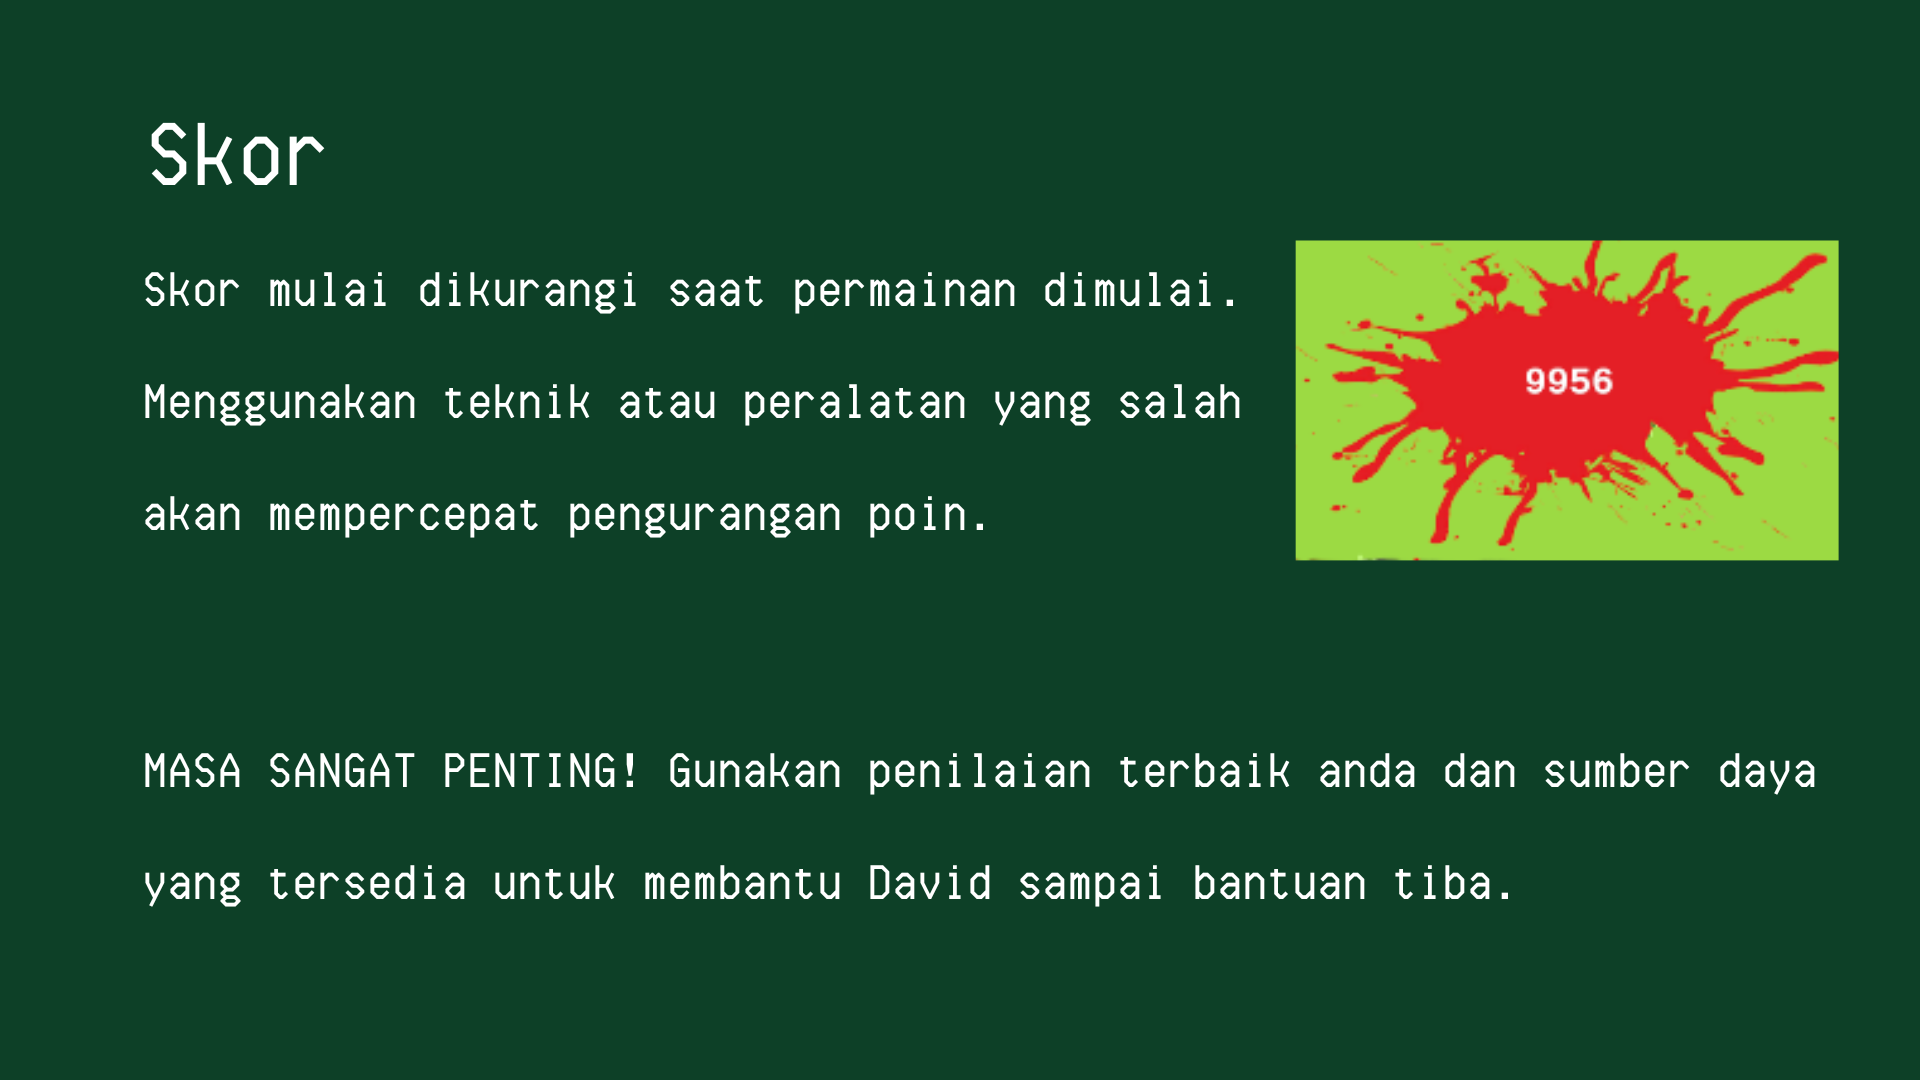 Skor
Skor mulai dikurangi saat permainan dimulai.
Menggunakan teknik atau peralatan yang salah
akan mempercepat pengurangan poin.
9956
MASA SANGAT PENTING! Gunakan penilaian terbaik anda dan sumber daya
yang tersedia untuk membantu David sampai bantuan tiba.